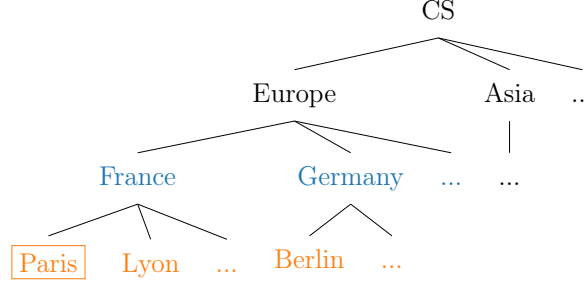 CS
Europe Asia ..
France Germany ... ...
Paris Lyon ... Berlin ...